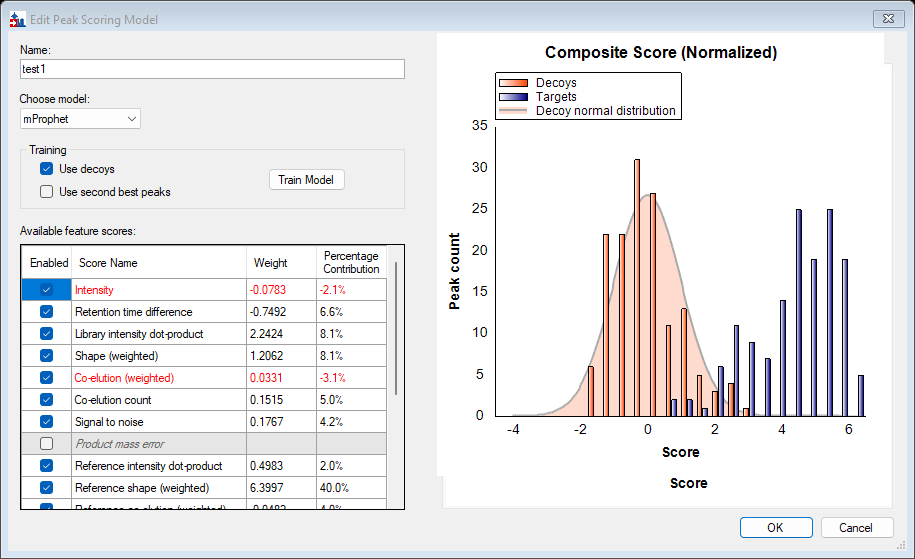 Edit Peak Scoring Model
Name:
test1
Choose model:
mProphet
Training
Use decoys
Use second best peaks
Train Model
Available feature scores:
Enabled Score Name Weight Percentage Contribution
Intensity -0.0783 -2.1%
Retention time difference -0.7492 6.6%
Library intensity dot-product 2.2424 8.1%
Shape (weighted) 1.2062 8.1%
Co-elution (weighted) 0.0331 -3.1%
Co-elution count 0.1515 5.0%
Signal to noise 0.1767 4.2%
Product mass error
Reference intensity dot-product 0.4983 2.0%
Reference shape (weighted) 6.3997 40.0%
Composite Score (Normalized)
Decoys
Targets
Decoy normal distribution
Peak count
35
30
25
20
15
10
5
0
-4 -2 0 2 4 6
Score
Score
OK Cancel